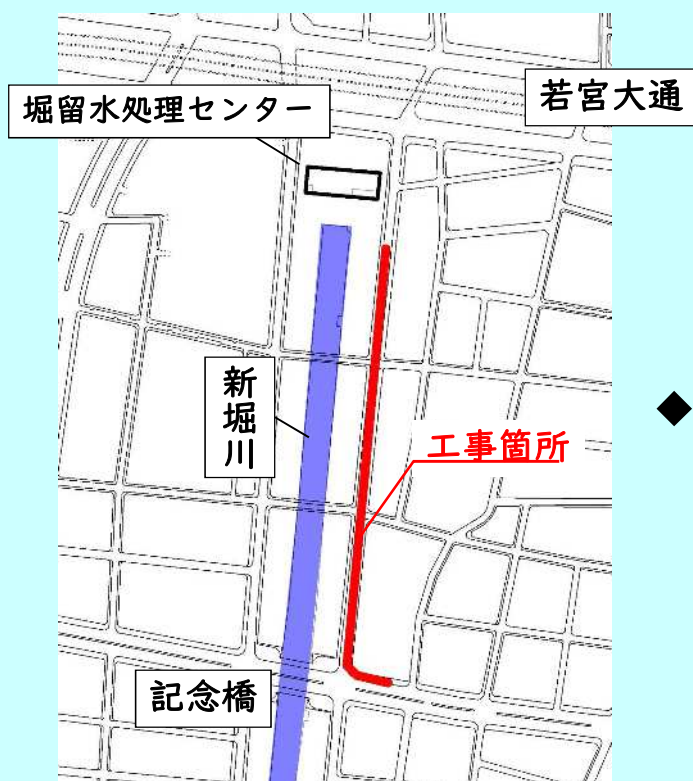 若宮大通
堀留水処理センター
新堀川
工事箇所
記念橋